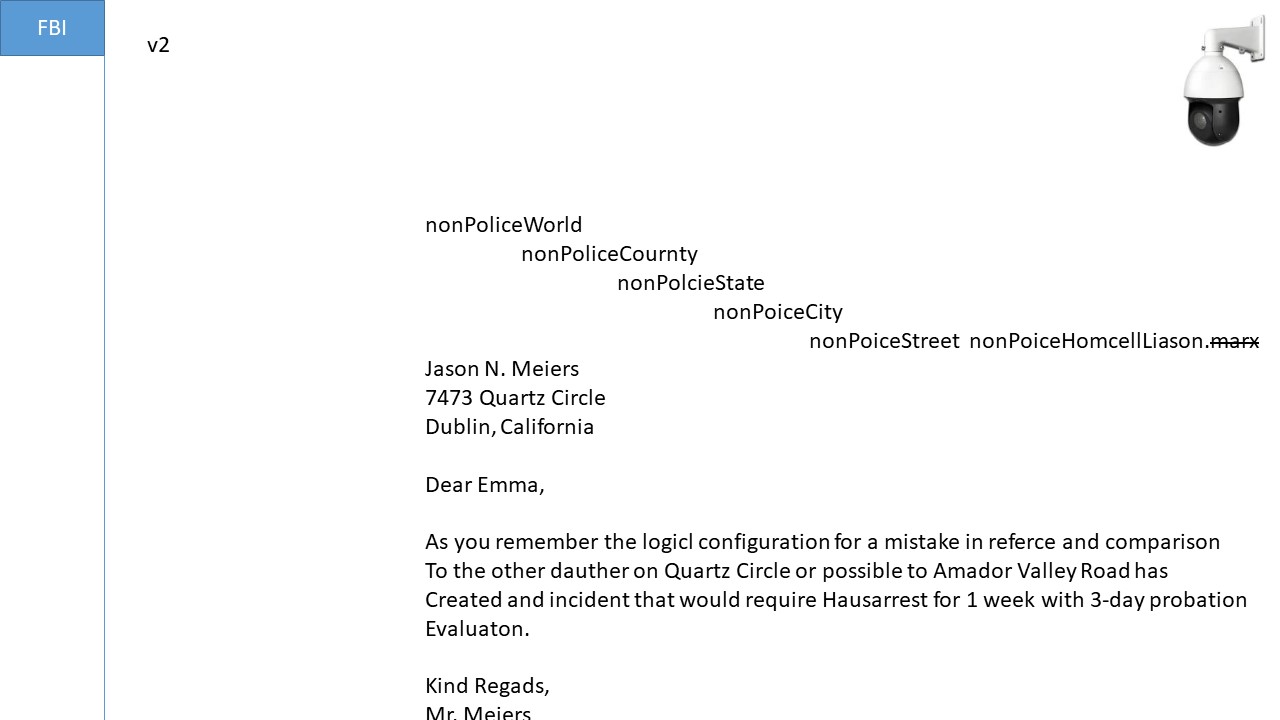 FBI
v2
nonPoliceWorld
nonPoliceCournty
nonPolcieState
nonPoiceCity
nonPoiceStreet nonPoiceHomcellLiason.marx
Jason N. Meiers
7473 Quartz Circle
Dublin, California
Dear Emma,
As you remember the logicl configuration for a mistake in referce and comparison
To the other dauther on Quartz Circle or possible to Amador Valley Road has
Created and incident that would require Hausarrest for 1 week with 3-day probation
Evaluaton.
Kind Regads,
Mr. Meiers